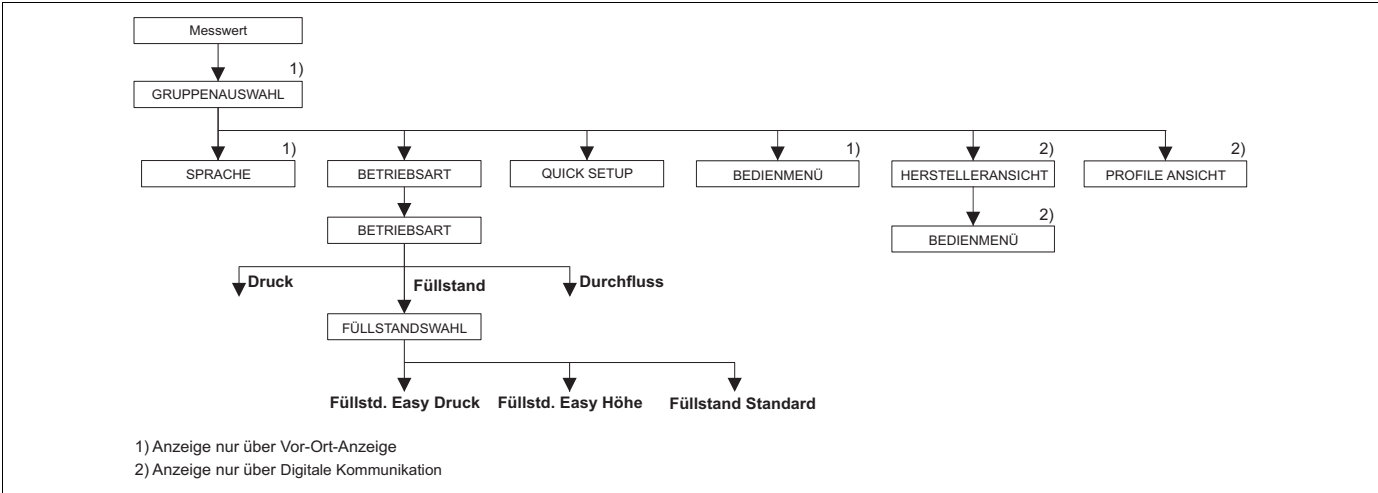 Messwert
1)
GRUPPENAUSWAHL
1) 1) 2) 2)
SPRACHE BETRIEBSART QUICK SETUP BEDIENMENÜ HERSTELLERANSICHT PROFILE ANSICHT
2)
BETRIEBSART BEDIENMENÜ
Druck Füllstand Durchfluss
FÜLLSTANDSWAHL
Füllstd. Easy Druck Füllstd. Easy Höhe Füllstand Standard
1) Anzeige nur über Vor-Ort-Anzeige
2) Anzeige nur über Digitale Kommunikation